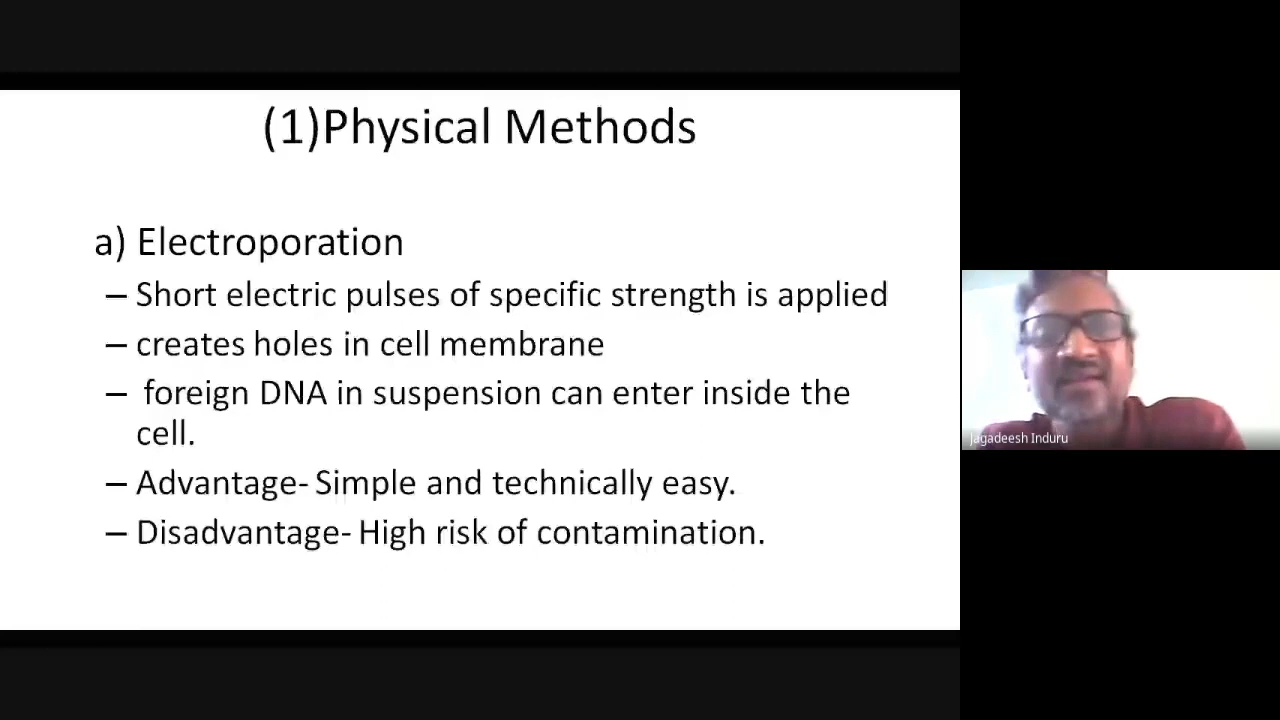 (1)Physical Methods
a) Electroporation
– Short electric pulses of specific strength is applied
– creates holes in cell membrane
– foreign DNA in suspension can enter inside the
cell.
– Advantage- Simple and technically easy.
– Disadvantage- High risk of contamination.
Jagadeesh Induru